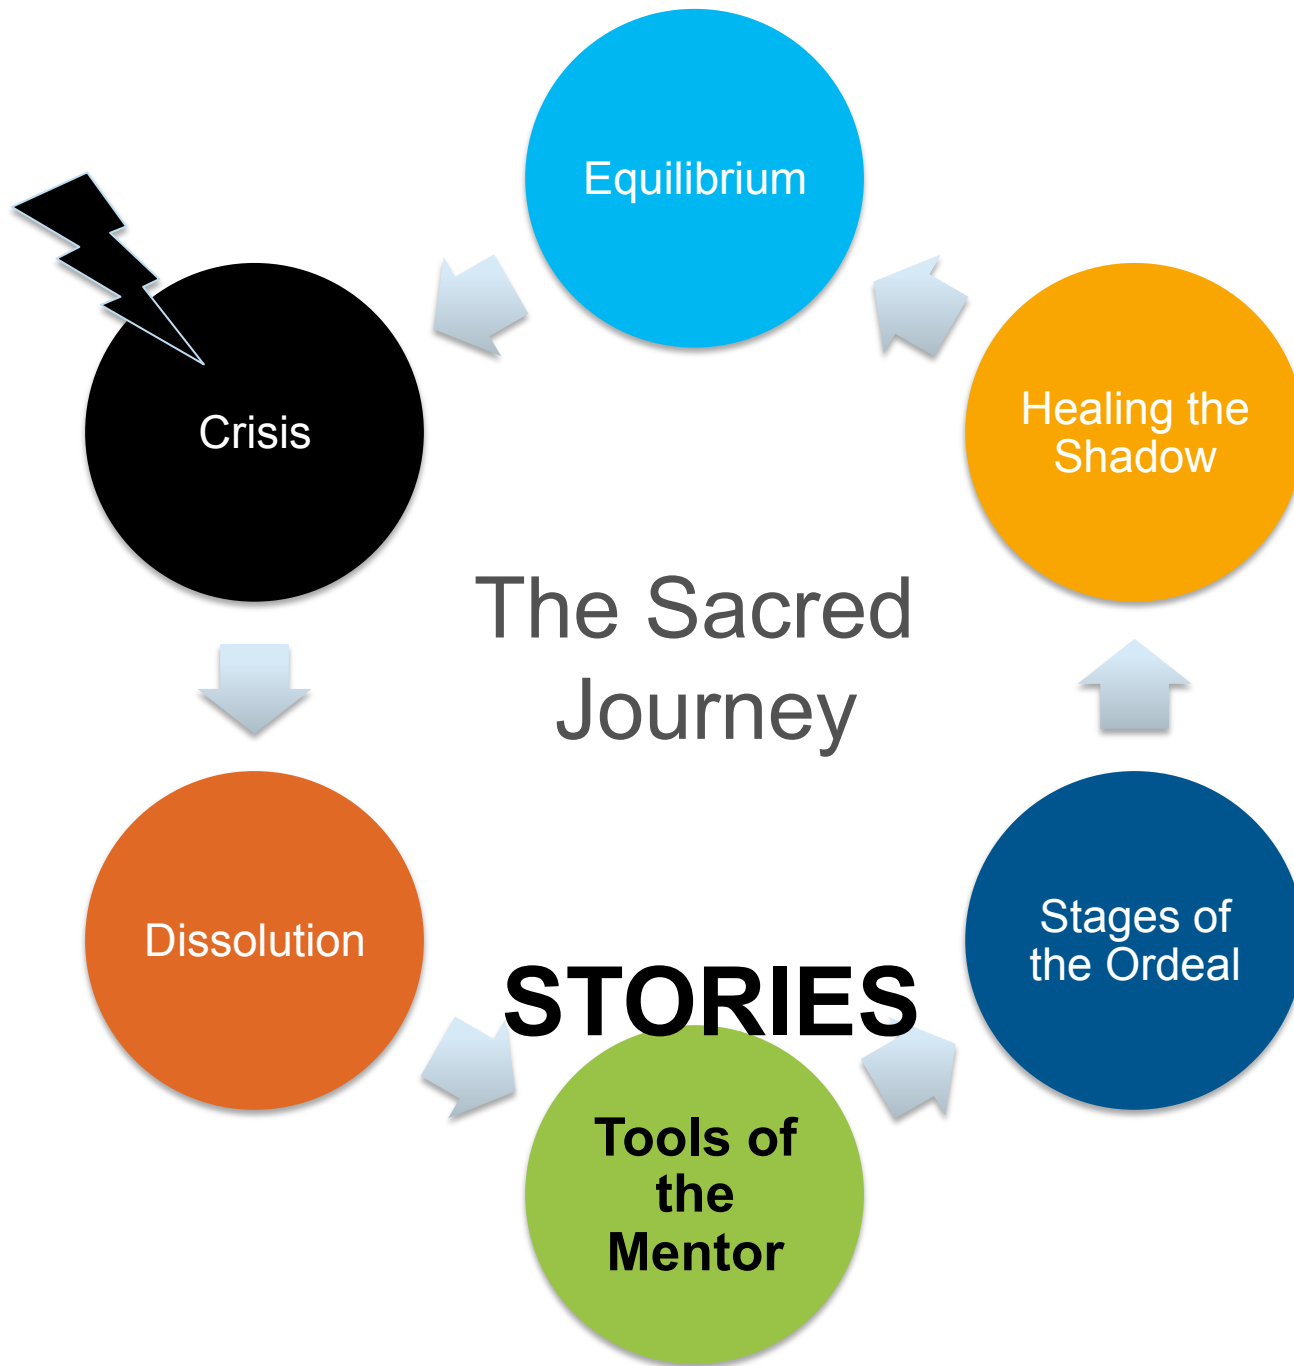 Equilibrium
Crisis
Healing the
Shadow
The Sacred
Journey
Dissolution
Stages of
the Ordeal
STORIES
Tools of
the
Mentor